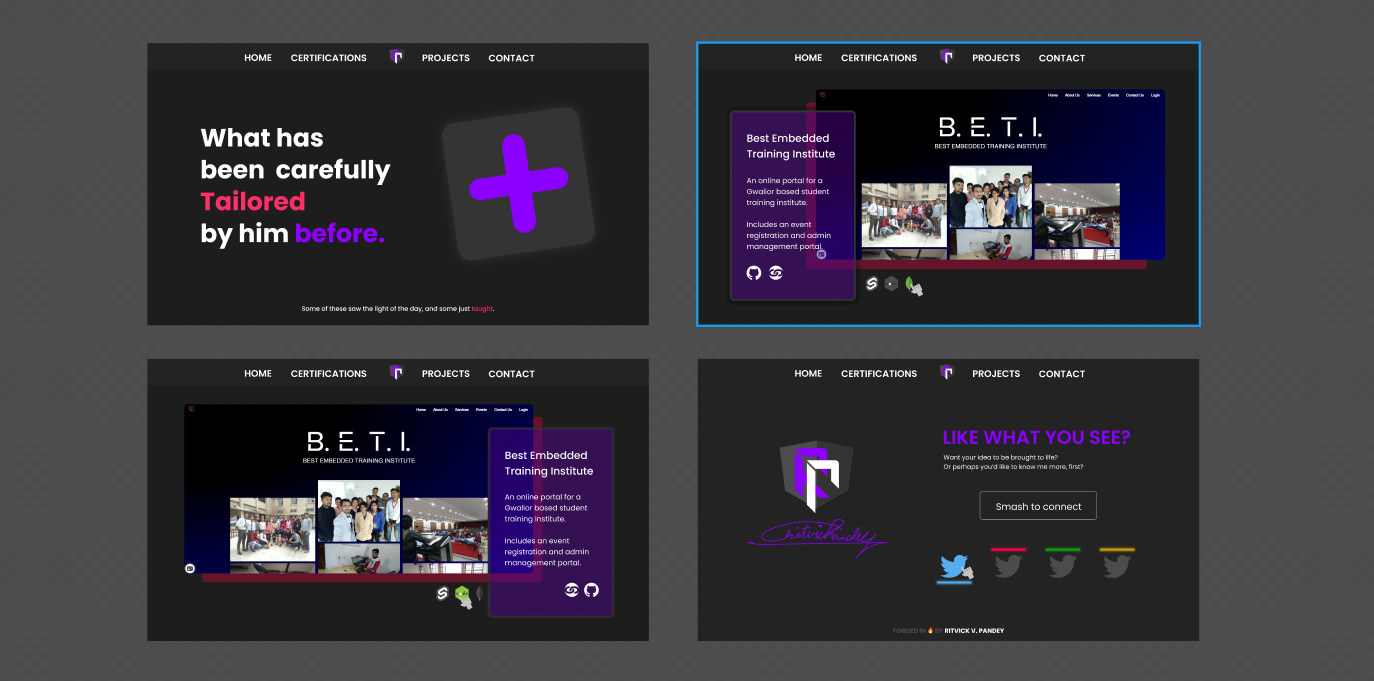 HOME CERTIFICATIONS PROJECTS CONTACT
What has
been carefully
Tailored
by him before.
Some of these saw the light of the day, and some just taught.
HOME CERTIFICATIONS PROJECTS CONTACT
Home About Us Services Events Contact Us Login
B. E. T. I.
BEST EMBEDDED TRAINING INSTITUTE
Best Embedded
Training Institute
An online portal for a
Gwalior based student
training institute.
Includes an event
registration and admin
management portal.
HOME CERTIFICATIONS PROJECTS CONTACT
Home About Us Services Events Contact Us Login
B. E. T. I.
BEST EMBEDDED TRAINING INSTITUTE
Best Embedded
Training Institute
An online portal for a
Gwalior based student
training institute.
Includes an event
registration and admin
management portal.
HOME CERTIFICATIONS PROJECTS CONTACT
LIKE WHAT YOU SEE?
Want your idea to be brought to life?
Or perhaps you'd like to know me more, first?
Smash to connect
RitvickPandey
FORGED IN 🔥 BY RITVICK V. PANDEY